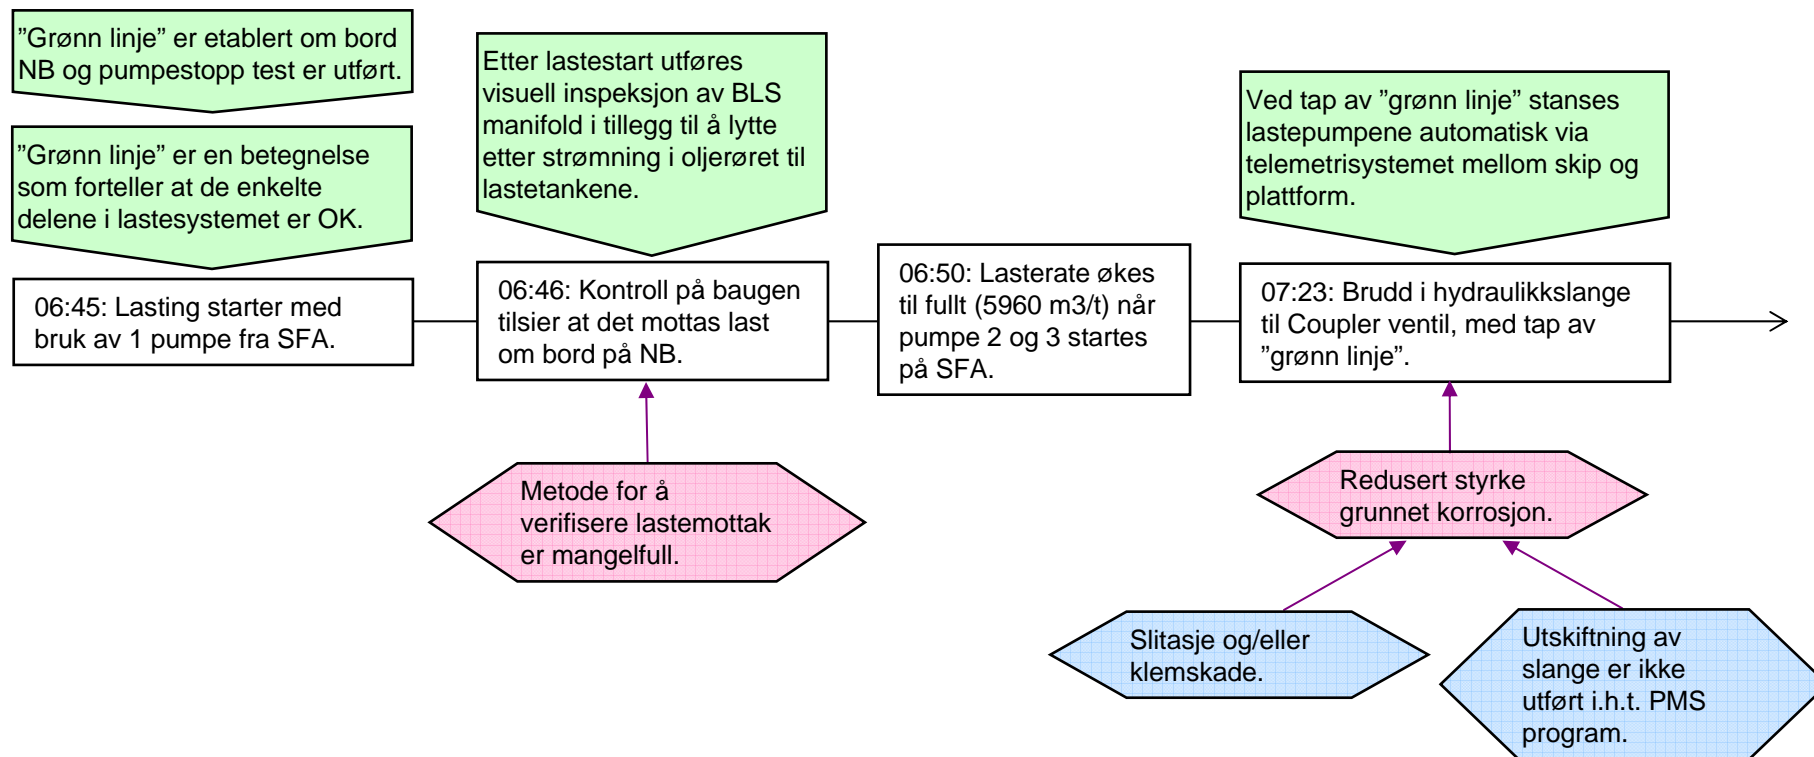 ”Grønn linje” er etablert om bord
NB og pumpestopp test er utført.
”Grønn linje” er en betegnelse
som forteller at de enkelte
delene i lastesystemet er OK.
06:45: Lasting starter med
bruk av 1 pumpe fra SFA.
Etter lastestart utføres
visuell inspeksjon av BLS
manifold i tillegg til å lytte
etter strømning i oljerøret til
lastetankene.
06:46: Kontroll på baugen
tilsier at det mottas last
om bord på NB.
Metode for å
verifisere lastemottak
er mangelfull.
06:50: Lasterate økes
til fullt (5960 m3/t) når
pumpe 2 og 3 startes
på SFA.
Ved tap av ”grønn linje” stanses
lastepumpene automatisk via
telemetrisystemet mellom skip og
plattform.
07:23: Brudd i hydraulikkslange
til Coupler ventil, med tap av
”grønn linje”.
Redusert styrke
grunnet korrosjon.
Slitasje og/eller
klemskade.
Utskiftning av
slange er ikke
utført i.h.t. PMS
program.